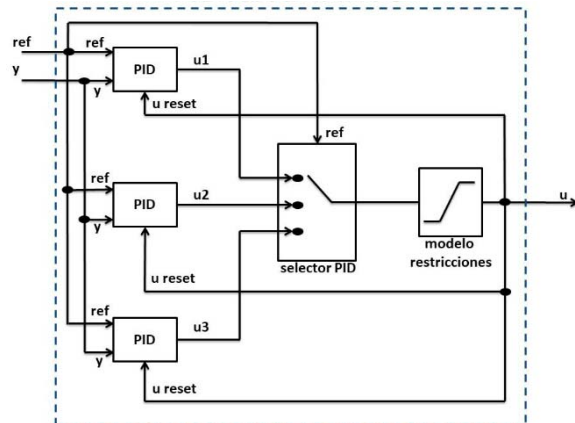 ref
ref
y
PID
u1
y
u reset
ref
ref
PID
u2
y
selector PID
modelo
restricciones
u
u reset
ref
PID
u3
y
u reset